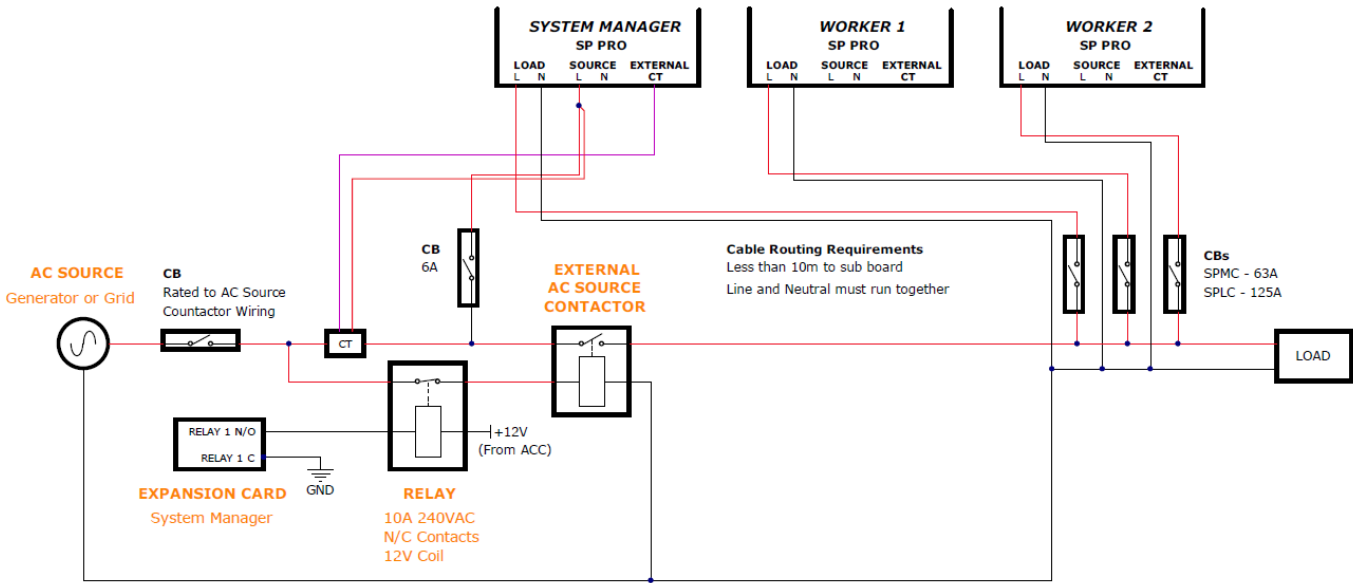 SYSTEM MANAGER
SP PRO
LOAD SOURCE EXTERNAL
L N L N CT
WORKER 1
SP PRO
LOAD SOURCE EXTERNAL
L N L N CT
WORKER 2
SP PRO
LOAD SOURCE EXTERNAL
L N L N CT
AC SOURCE
Generator or Grid
CB
Rated to AC Source
Countactor Wiring
CB
6A
EXTERNAL
AC SOURCE
CONTACTOR
Cable Routing Requirements
Less than 10m to sub board
Line and Neutral must run together
CBs
SPMC - 63A
SPLC - 125A
CT
LOAD
RELAY 1 N/O
RELAY 1 C
GND
+12V
(From ACC)
EXPANSION CARD
System Manager
RELAY
10A 240VAC
N/C Contacts
12V Coil